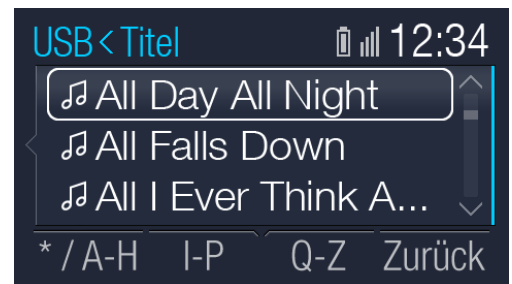 USB < Titel 12:34
All Day All Night
All Falls Down
All I Ever Think A...
* / A-H I-P Q-Z Zurück